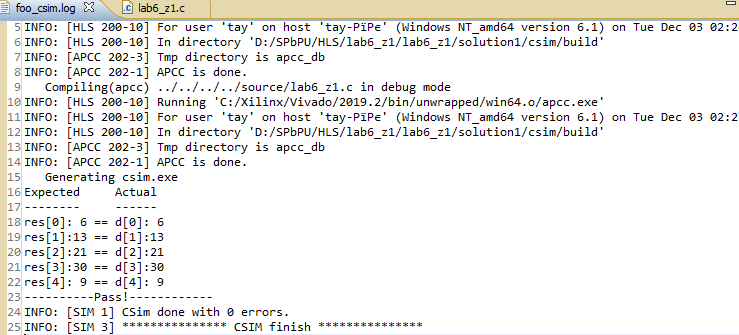 foo_csim.log lab6_z1.c
5 INFO: [HLS 200-10] For user 'tay' on host 'tay-РїРє' (Windows NT_amd64 version 6.1) on Tue Dec 03 02:2
6 INFO: [HLS 200-10] In directory 'D:/SPbPU/HLS/lab6_z1/lab6_z1/solution1/csim/build'
7 INFO: [APCC 202-3] Tmp directory is apcc_db
8 INFO: [APCC 202-1] APCC is done.
9 Compiling(apcc) ../../../../source/lab6_z1.c in debug mode
10 INFO: [HLS 200-10] Running 'C:/Xilinx/Vivado/2019.2/bin/unwrapped/win64.o/apcc.exe'
11 INFO: [HLS 200-10] For user 'tay' on host 'tay-РїРє' (Windows NT_amd64 version 6.1) on Tue Dec 03 02:2
12 INFO: [HLS 200-10] In directory 'D:/SPbPU/HLS/lab6_z1/lab6_z1/solution1/csim/build'
13 INFO: [APCC 202-3] Tmp directory is apcc_db
14 INFO: [APCC 202-1] APCC is done.
15 Generating csim.exe
16 Expected Actual
17 -------- ------
18 res[0]: 6 == d[0]: 6
19 res[1]:13 == d[1]:13
20 res[2]:21 == d[2]:21
21 res[3]:30 == d[3]:30
22 res[4]: 9 == d[4]: 9
23 ----------Pass!------------
24 INFO: [SIM 1] CSim done with 0 errors.
25 INFO: [SIM 3] *************** CSIM finish ***************